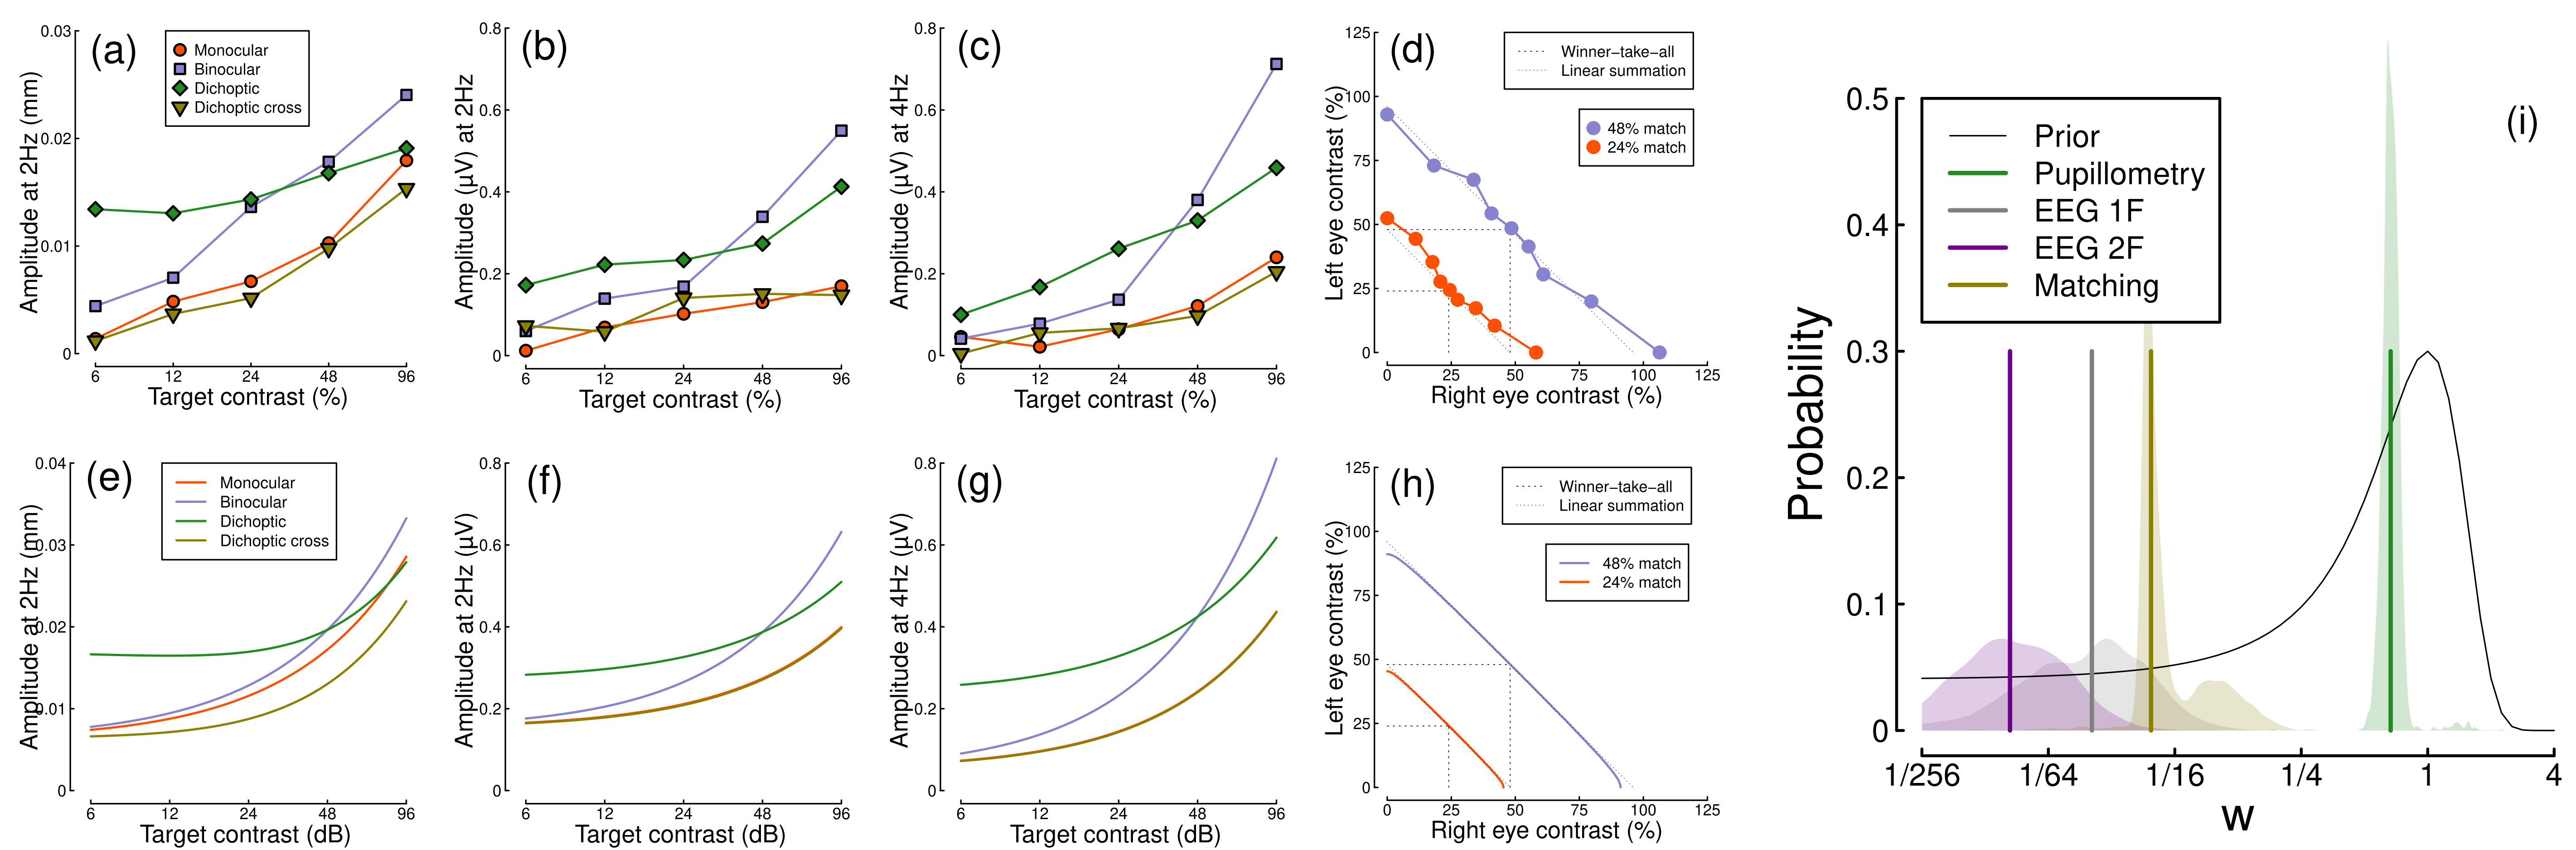 (a)
Monocular
Binocular
Dichoptic
Dichoptic cross
0.03
0.02
0.01
0
Amplitude at 2Hz (mm)
6 12 24 48 96
Target contrast (%)
(b)
0.8
0.6
0.4
0.2
0
Amplitude (µV) at 2Hz
6 12 24 48 96
Target contrast (%)
(c)
0.8
0.6
0.4
0.2
0
Amplitude (µV) at 4Hz
6 12 24 48 96
Target contrast (%)
(d)
Winner−take−all
Linear summation
48% match
24% match
125
100
75
50
25
0
Left eye contrast (%)
0 25 50 75 100 125
Right eye contrast (%)
(e)
Monocular
Binocular
Dichoptic
Dichoptic cross
0.04
0.03
0.02
0.01
0
Amplitude at 2Hz (mm)
6 12 24 48 96
Target contrast (dB)
(f)
0.8
0.6
0.4
0.2
0
Amplitude at 2Hz (µV)
6 12 24 48 96
Target contrast (dB)
(g)
0.8
0.6
0.4
0.2
0
Amplitude at 4Hz (µV)
6 12 24 48 96
Target contrast (dB)
(h)
Winner−take−all
Linear summation
48% match
24% match
125
100
75
50
25
0
Left eye contrast (%)
0 25 50 75 100 125
Right eye contrast (%)
(i)
Prior
Pupillometry
EEG 1F
EEG 2F
Matching
0.5
0.4
0.3
0.2
0.1
0
Probability
1/256 1/64 1/16 1/4 1 4
w